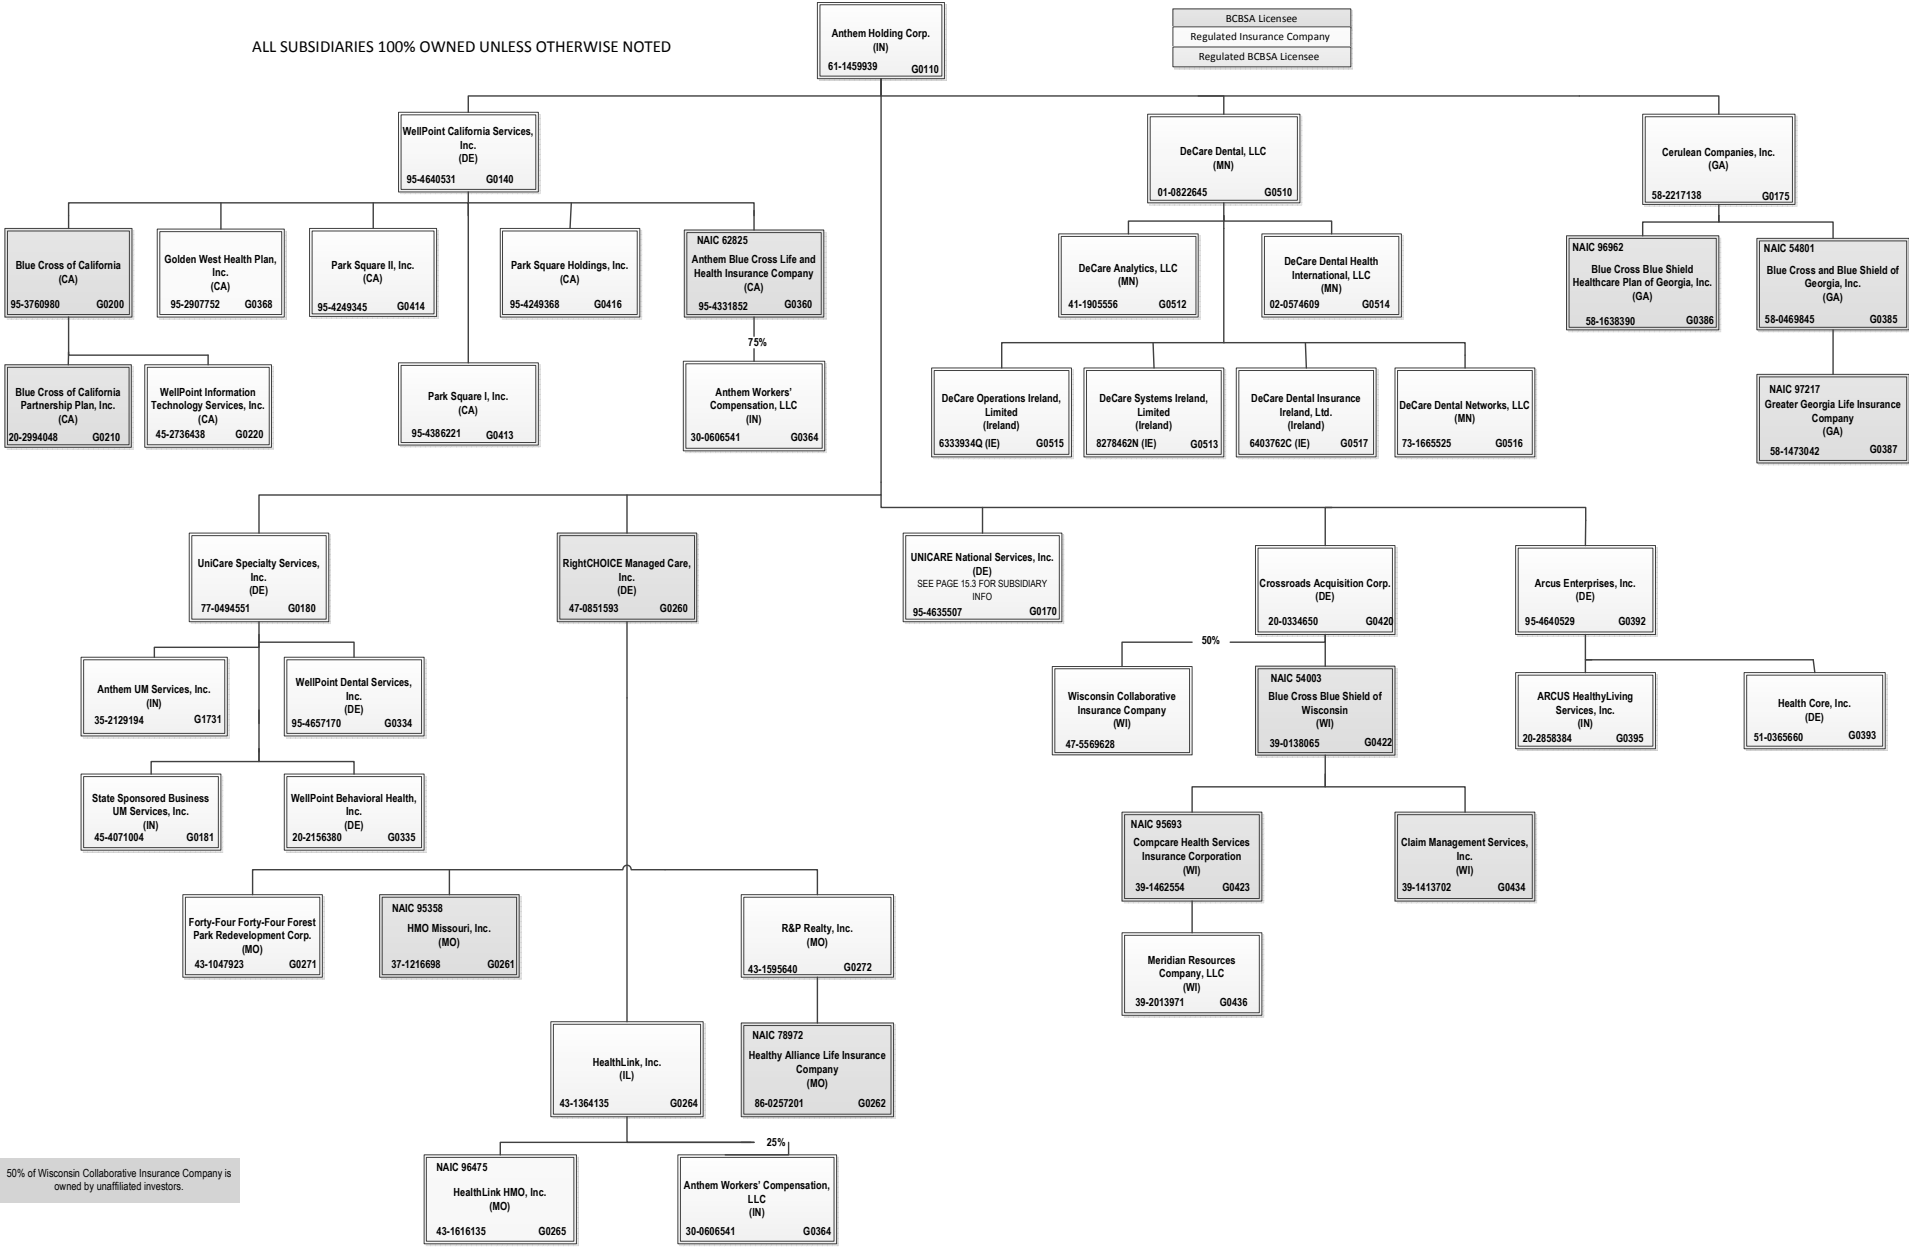 ALL SUBSIDIARIES 100% OWNED UNLESS OTHERWISE NOTED
Anthem Holding Corp.
(IN)
61-1459939 G0110
BCBSA Licensee
Regulated Insurance Company
Regulated BCBSA Licensee
WellPoint California Services,
Inc.
(DE)
95-4640531 G0140
DeCare Dental, LLC
(MN)
01-0822645 G0510
Cerulean Companies, Inc.
(GA)
58-2217138 G0175
Blue Cross of California
(CA)
95-3760980 G0200
Golden West Health Plan,
Inc.
(CA)
95-2907752 G0368
Park Square II, Inc.
(CA)
95-4249345 G0414
Park Square Holdings, Inc.
(CA)
95-4249368 G0416
NAIC 62825
Anthem Blue Cross Life and
Health Insurance Company
(CA)
95-4331852 G0360
DeCare Analytics, LLC
(MN)
41-1905556 G0512
DeCare Dental Health
International, LLC
(MN)
02-0574609 G0514
NAIC 96962
Blue Cross Blue Shield
Healthcare Plan of Georgia, Inc.
(GA)
58-1638390 G0386
NAIC 54801
Blue Cross and Blue Shield of
Georgia, Inc.
(GA)
58-0469845 G0385
75%
Blue Cross of California
Partnership Plan, Inc.
(CA)
20-2994048 G0210
WellPoint Information
Technology Services, Inc.
(CA)
45-2736438 G0220
Park Square I, Inc.
(CA)
95-4386221 G0413
Anthem Workers'
Compensation, LLC
(IN)
30-0606541 G0364
DeCare Operations Ireland,
Limited
(Ireland)
6333934Q (IE) G0515
DeCare Systems Ireland,
Limited
(Ireland)
8278462N (IE) G0513
DeCare Dental Insurance
Ireland, Ltd.
(Ireland)
6403762C (IE) G0517
DeCare Dental Networks, LLC
(MN)
73-1665525 G0516
NAIC 97217
Greater Georgia Life Insurance
Company
(GA)
58-1473042 G0387
UniCare Specialty Services,
Inc.
(DE)
77-0494551 G0180
RightCHOICE Managed Care,
Inc.
(DE)
47-0851593 G0260
UNICARE National Services, Inc.
(DE)
SEE PAGE 15.3 FOR SUBSIDIARY
INFO
95-4635507 G0170
Crossroads Acquisition Corp.
(DE)
20-0334650 G0420
Arcus Enterprises, Inc.
(DE)
95-4640529 G0392
50%
Anthem UM Services, Inc.
(IN)
35-2129194 G1731
WellPoint Dental Services,
Inc.
(DE)
95-4657170 G0334
Wisconsin Collaborative
Insurance Company
(WI)
47-5569628
NAIC 54003
Blue Cross Blue Shield of
Wisconsin
(WI)
39-0138065 G0422
ARCUS HealthyLiving
Services, Inc.
(IN)
20-2858384 G0395
Health Core, Inc.
(DE)
51-0365660 G0393
State Sponsored Business
UM Services, Inc.
(IN)
45-4071004 G0181
WellPoint Behavioral Health,
Inc.
(DE)
20-2156380 G0335
NAIC 95693
Compcare Health Services
Insurance Corporation
(WI)
39-1462554 G0423
Claim Management Services,
Inc.
(WI)
39-1413702 G0434
Forty-Four Forty-Four Forest
Park Redevelopment Corp.
(MO)
43-1047923 G0271
NAIC 95358
HMO Missouri, Inc.
(MO)
37-1216698 G0261
R&P Realty, Inc.
(MO)
43-1595640 G0272
Meridian Resources
Company, LLC
(WI)
39-2013971 G0436
HealthLink, Inc.
(IL)
43-1364135 G0264
NAIC 78972
Healthy Alliance Life Insurance
Company
(MO)
86-0257201 G0262
25%
50% of Wisconsin Collaborative Insurance Company is
owned by unaffiliated investors.
NAIC 96475
HealthLink HMO, Inc.
(MO)
43-1616135 G0265
Anthem Workers' Compensation,
LLC
(IN)
30-0606541 G0364